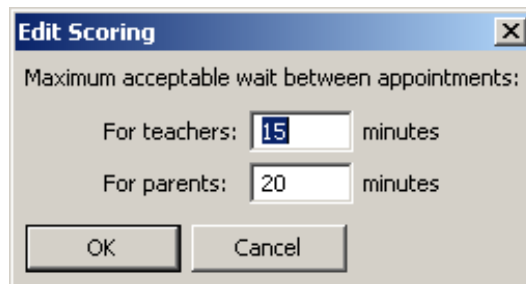 Edit Scoring
Maximum acceptable wait between appointments:
For teachers: 15 minutes
For parents: 20 minutes
OK Cancel